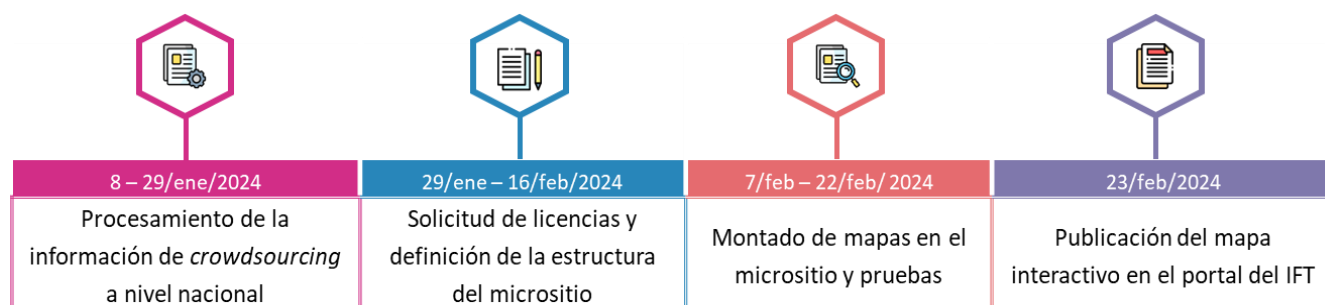 8 – 29/ene/2024
Procesamiento de la
información de crowdsourcing
a nivel nacional
29/ene – 16/feb/2024
Solicitud de licencias y
definición de la estructura
del micrositio
7/feb – 22/feb/ 2024
Montado de mapas en el
micrositio y pruebas
23/feb/2024
Publicación del mapa
interactivo en el portal del IFT